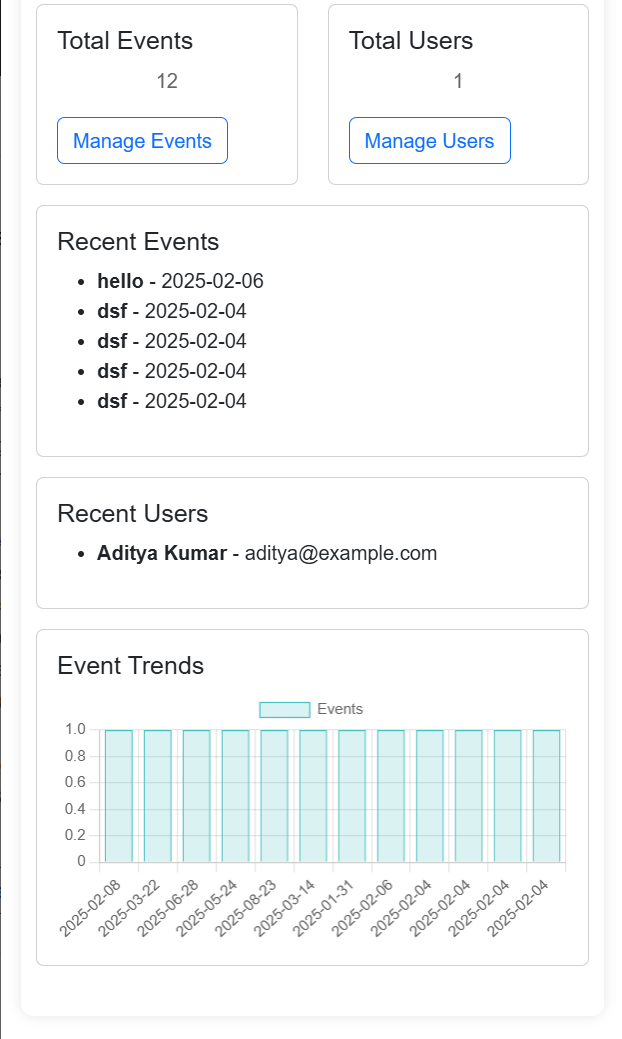 Total Events
12
Manage Events
Total Users
1
Manage Users
Recent Events
• hello - 2025-02-06
• dsf - 2025-02-04
• dsf - 2025-02-04
• dsf - 2025-02-04
• dsf - 2025-02-04
Recent Users
• Aditya Kumar - aditya@example.com
Event Trends
Events
1.0
0.8
0.6
0.4
0.2
0
2025-02-08
2025-03-22
2025-06-28
2025-05-24
2025-08-23
2025-03-14
2025-01-31
2025-02-06
2025-02-04
2025-02-04
2025-02-04
2025-02-04